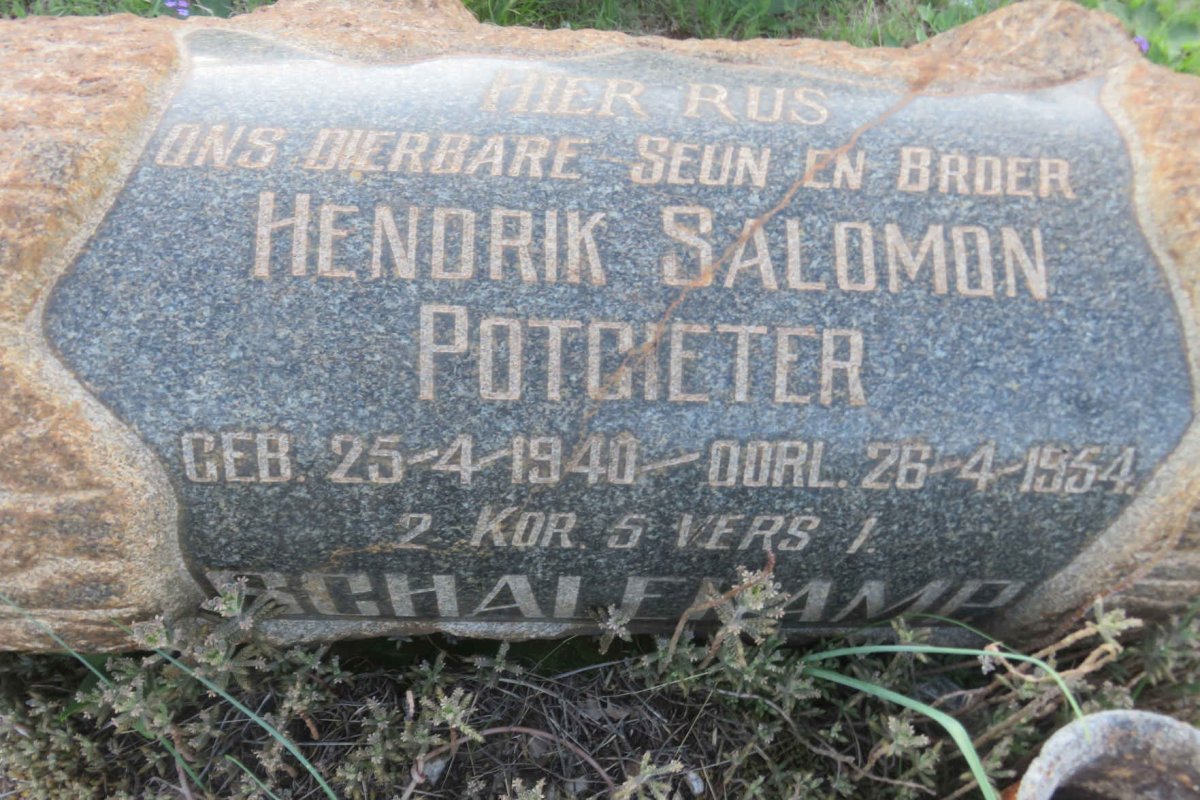 HIER RUS
ONS DIERBARE SEUN EN BROER
HENDRIK SALOMON
POTGIETER
GEB. 25-4-1940 - OORL. 26-4-1954.
2 KOR. 5 VERS 1.
SCHALEKAMP